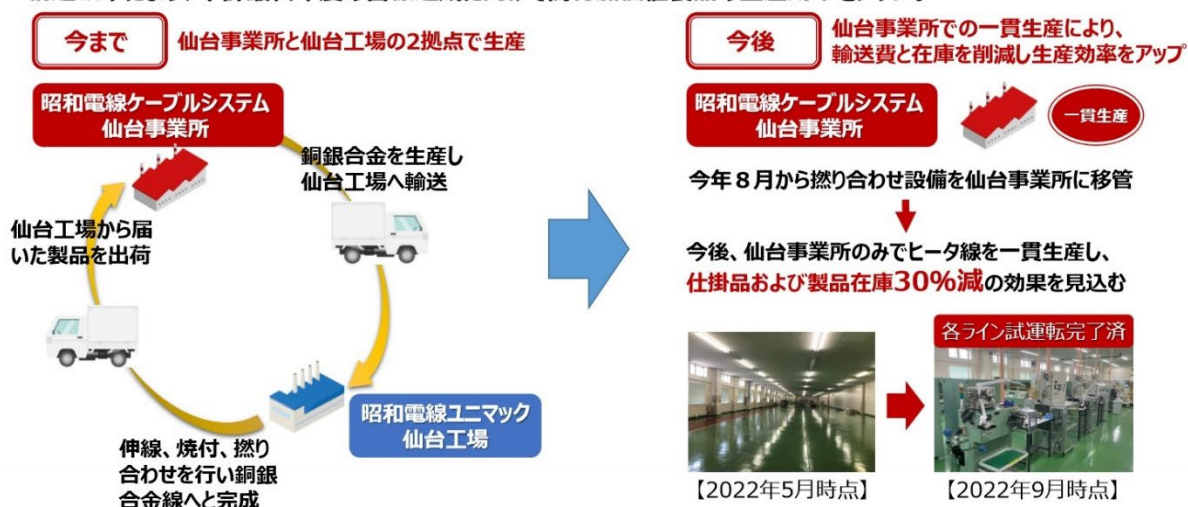 今まで
仙台事業所と仙台工場の2拠点で生産
昭和電線ケーブルシステム
仙台事業所
銅銀合金を生産し
仙台工場へ輸送
仙台工場から届
いた製品を出荷
昭和電線ユニマック
仙台工場
伸線、焼付、撚り
合わせを行い銅銀
合金線へと完成
今後
仙台事業所での一貫生産により、
輸送費と在庫を削減し生産効率をアップ
昭和電線ケーブルシステム
仙台事業所
一貫生産
今年8月から撚り合わせ設備を仙台事業所に移管
今後、仙台事業所のみでヒータ線を一貫生産し、
仕掛品および製品在庫30%減の効果を見込む
各ライン試運転完了済
【2022年5月時点】
【2022年9月時点】